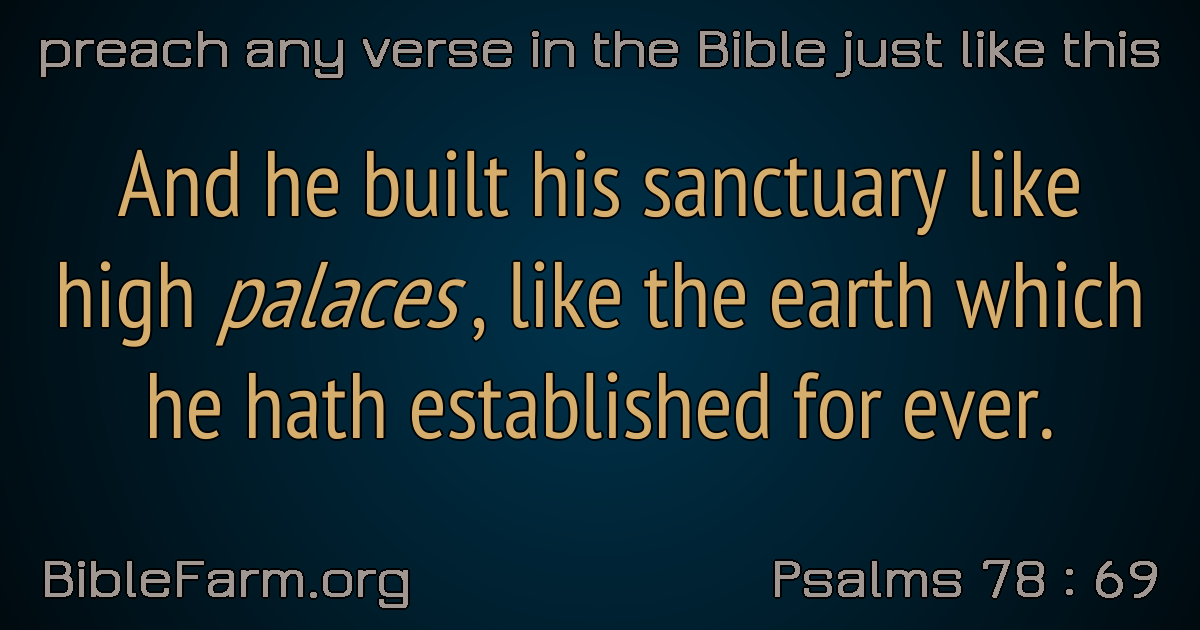 preach any verse in the Bible just like this
And he built his sanctuary like
high palaces, like the earth which
he hath established for ever.
BibleFarm.org
Psalms 78 : 69